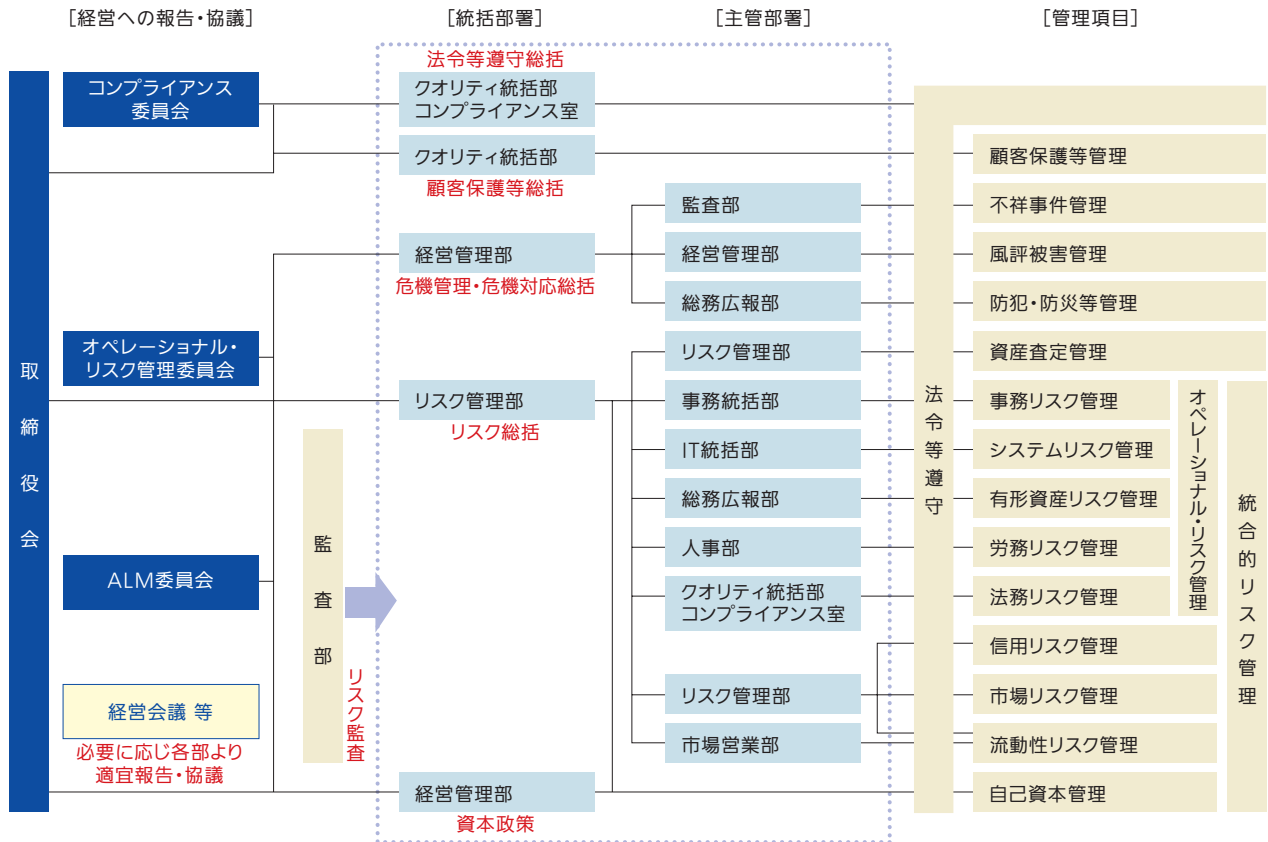 [経営への報告・協議]
[統括部署]
[主管部署]
[管理項目]
取締役会
コンプライアンス
委員会
オペレーショナル・
リスク管理委員会
ALM委員会
経営会議 等
必要に応じ各部より
適宜報告・協議
監査部
リスク監査
法令等遵守総括
クオリティ統括部
コンプライアンス室
クオリティ統括部
顧客保護等総括
経営管理部
危機管理・危機対応総括
リスク管理部
リスク総括
経営管理部
資本政策
監査部
経営管理部
総務広報部
リスク管理部
事務統括部
IT統括部
総務広報部
人事部
クオリティ統括部
コンプライアンス室
リスク管理部
市場営業部
法令等遵守
顧客保護等管理
不祥事件管理
風評被害管理
防犯・防災等管理
資産査定管理
事務リスク管理
システムリスク管理
有形資産リスク管理
労務リスク管理
法務リスク管理
信用リスク管理
市場リスク管理
流動性リスク管理
自己資本管理
オペレーショナル・リスク管理
統合的リスク管理